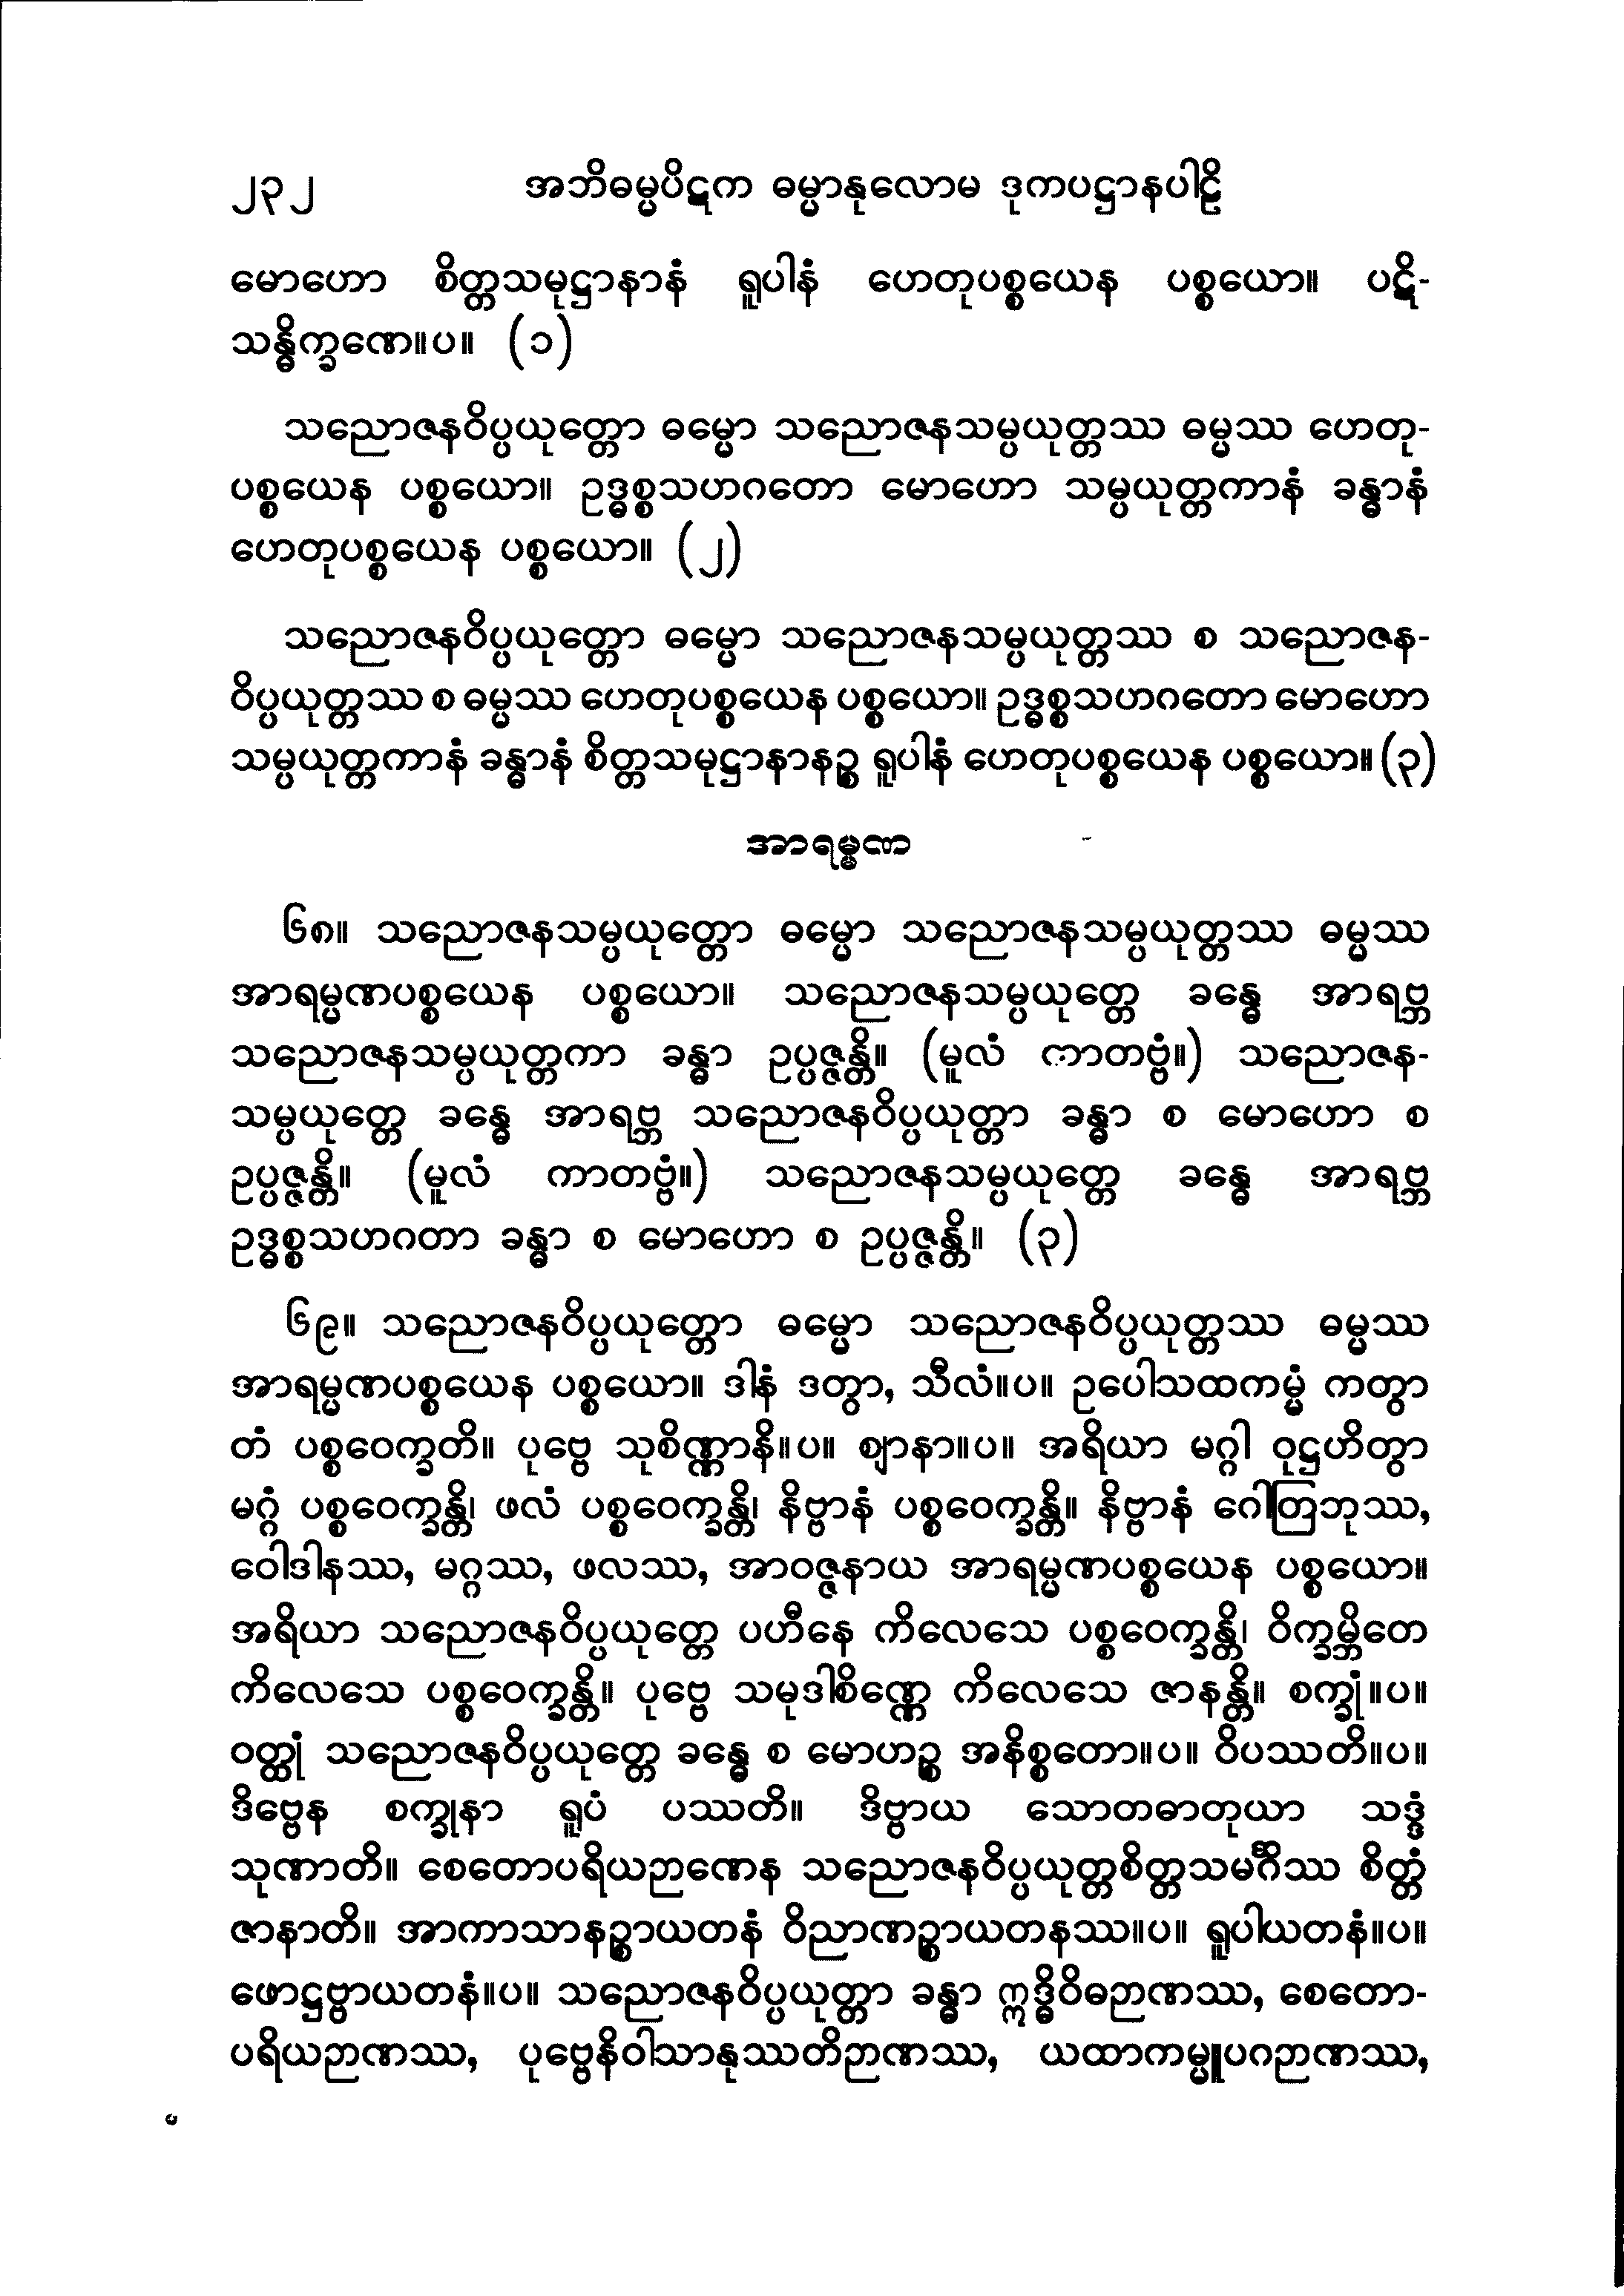 ၂၃၂ အဘိဓမ္မပိဋက ဓမ္မာနုလောမ ဒုကပဋ္ဌာနပါဠိ
မောဟော စိတ္တသမုဋ္ဌာနာနံ ရူပါနံ ဟေတုပစ္စယေန ပစ္စယော။ ပဋိ-
သန္ဓိက္ခဏေ။ပ။ (၁)
သညောဇနဝိပ္ပယုတ္တော ဓမ္မော သညောဇနသမ္ပယုတ္တဿ ဓမ္မဿ ဟေတု-
ပစ္စယေန ပစ္စယော။ ဥဒ္ဓစ္စသဟဂတော မောဟော သမ္ပယုတ္တကာနံ ခန္ဓာနံ
ဟေတုပစ္စယေန ပစ္စယော။ (၂)
သညောဇနဝိပ္ပယုတ္တော ဓမ္မော သညောဇနသမ္ပယုတ္တဿ စ သညောဇန-
ဝိပ္ပယုတ္တဿ စ ဓမ္မဿ ဟေတုပစ္စယေန ပစ္စယော။ ဥဒ္ဓစ္စသဟဂတော မောဟော
သမ္ပယုတ္တကာနံ ခန္ဓာနံ စိတ္တသမုဋ္ဌာနာနဉ္စ ရူပါနံ ဟေတုပစ္စယေန ပစ္စယော။ (၃)
အာရမ္မဏ
၆၈။ သညောဇနသမ္ပယုတ္တော ဓမ္မော သညောဇနသမ္ပယုတ္တဿ ဓမ္မဿ
အာရမ္မဏပစ္စယေန ပစ္စယော။ သညောဇနသမ္ပယုတ္တေ ခန္ဓေ အာရဗ္ဘ
သညောဇနသမ္ပယုတ္တကာ ခန္ဓာ ဥပ္ပဇ္ဇန္တိ။ (မူလံ ကာတဗ္ဗံ။) သညောဇန-
သမ္ပယုတ္တေ ခန္ဓေ အာရဗ္ဘ သညောဇနဝိပ္ပယုတ္တာ ခန္ဓာ စ မောဟော စ
ဥပ္ပဇ္ဇန္တိ။ (မူလံ ကာတဗ္ဗံ။) သညောဇနသမ္ပယုတ္တေ ခန္ဓေ အာရဗ္ဘ
ဥဒ္ဓစ္စသဟဂတာ ခန္ဓာ စ မောဟော စ ဥပ္ပဇ္ဇန္တိ။ (၃)
၆၉။ သညောဇနဝိပ္ပယုတ္တော ဓမ္မော သညောဇနဝိပ္ပယုတ္တဿ ဓမ္မဿ
အာရမ္မဏပစ္စယေန ပစ္စယော။ ဒါနံ ဒတွာ, သီလံ။ပ။ ဥပေါသထကမ္မံ ကတွာ
တံ ပစ္စဝေက္ခတိ။ ပုဗ္ဗေ သုစိဏ္ဏာနိ။ပ။ ဈာနာ။ပ။ အရိယာ မဂ္ဂါ ဝုဋ္ဌဟိတွာ
မဂ္ဂံ ပစ္စဝေက္ခန္တိ၊ ဖလံ ပစ္စဝေက္ခန္တိ၊ နိဗ္ဗာနံ ပစ္စဝေက္ခန္တိ။ နိဗ္ဗာနံ ဂေါတြဘုဿ,
ဝေါဒါနဿ, မဂ္ဂဿ, ဖလဿ, အာဝဇ္ဇနာယ အာရမ္မဏပစ္စယေန ပစ္စယော။
အရိယာ သညောဇနဝိပ္ပယုတ္တေ ပဟီနေ ကိလေသေ ပစ္စဝေက္ခန္တိ၊ ဝိက္ခမ္ဘိတေ
ကိလေသေ ပစ္စဝေက္ခန္တိ။ ပုဗ္ဗေ သမုဒါစိဏ္ဏေ ကိလေသေ ဇာနန္တိ။ စက္ခုံ။ပ။
ဝတ္ထုံ သညောဇနဝိပ္ပယုတ္တေ ခန္ဓေ စ မောဟဉ္စ အနိစ္စတော။ပ။ ဝိပဿတိ။ပ။
ဒိဗ္ဗေန စက္ခုနာ ရူပံ ပဿတိ။ ဒိဗ္ဗာယ သောတဓာတုယာ သဒ္ဒံ
သုဏာတိ။ စေတောပရိယဉာဏေန သညောဇနဝိပ္ပယုတ္တစိတ္တသမင်္ဂိဿ စိတ္တံ
ဇာနာတိ။ အာကာသာနဉ္စာယတနံ ဝိညာဏဉ္စာယတနဿ။ပ။ ရူပါယတနံ။ပ။
ဖောဋ္ဌဗ္ဗာယတနံ။ပ။ သညောဇနဝိပ္ပယုတ္တာ ခန္ဓာ ဣဒ္ဓိဝိဓဉာဏဿ, စေတော-
ပရိယဉာဏဿ, ပုဗ္ဗေနိဝါသာနုဿတိဉာဏဿ, ယထာကမ္မူပဂဉာဏဿ,